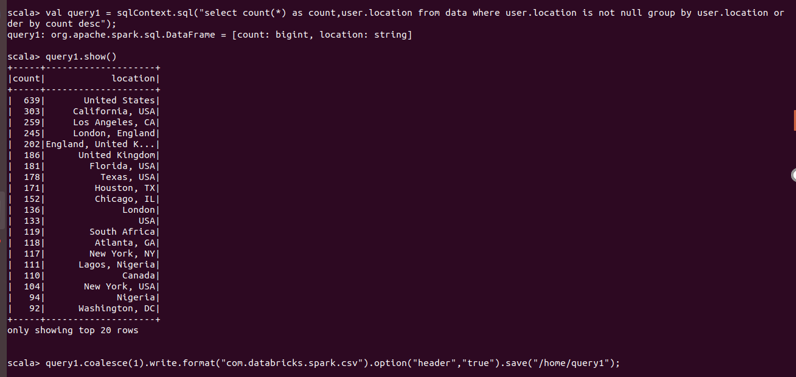 scala> val query1 = sqlContext.sql("select count(*) as count,user.location from data where user.location is not null group by user.location or
der by count desc");
query1: org.apache.spark.sql.DataFrame = [count: bigint, location: string]
scala> query1.show()
+-----+--------------------+
|count|            location|
+-----+--------------------+
|  639|       United States|
|  303|     California, USA|
|  259|     Los Angeles, CA|
|  245|     London, England|
|  202|England, United K...|
|  186|      United Kingdom|
|  181|        Florida, USA|
|  178|          Texas, USA|
|  171|         Houston, TX|
|  152|         Chicago, IL|
|  136|              London|
|  133|                 USA|
|  119|        South Africa|
|  118|         Atlanta, GA|
|  117|        New York, NY|
|  111|      Lagos, Nigeria|
|  110|              Canada|
|  104|       New York, USA|
|   94|             Nigeria|
|   92|      Washington, DC|
+-----+--------------------+
only showing top 20 rows
scala> query1.coalesce(1).write.format("com.databricks.spark.csv").option("header","true").save("/home/query1");